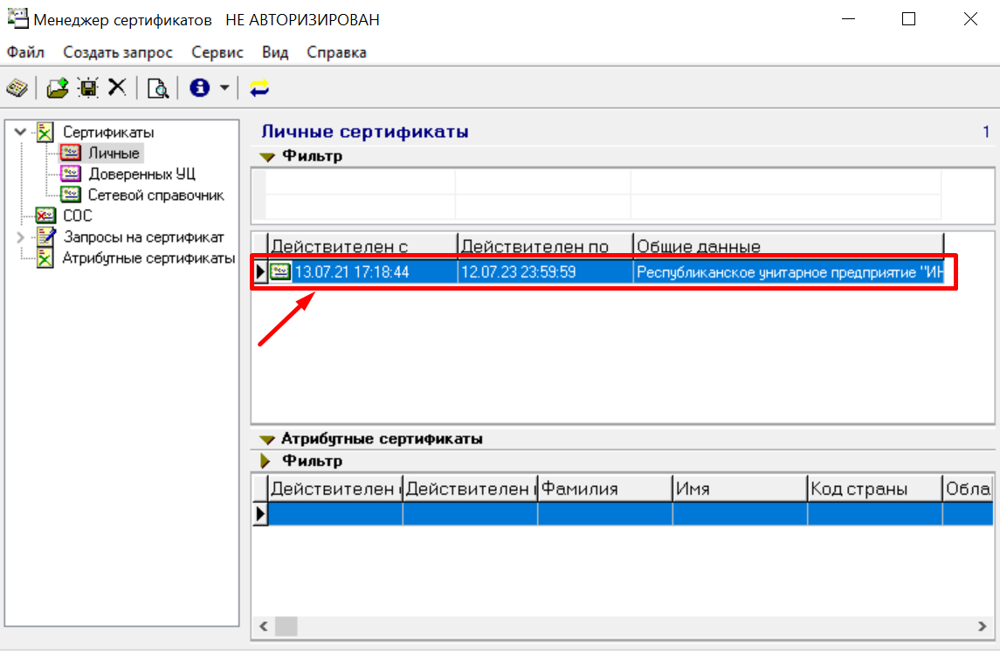 Менеджер сертификатов НЕ АВТОРИЗИРОВАН
Файл Создать запрос Сервис Вид Справка
Сертификаты
Личные
Доверенных УЦ
Сетевой справочник
СОС
Запросы на сертификат
Атрибутные сертификаты
Личные сертификаты 1
Фильтр
Действителен с Действителен по Общие данные
13.07.21 17:18:44 12.07.23 23:59:59 Республиканское унитарное предприятие "ИН
Атрибутные сертификаты
Фильтр
Действителен Действителен Фамилия Имя Код страны Обла